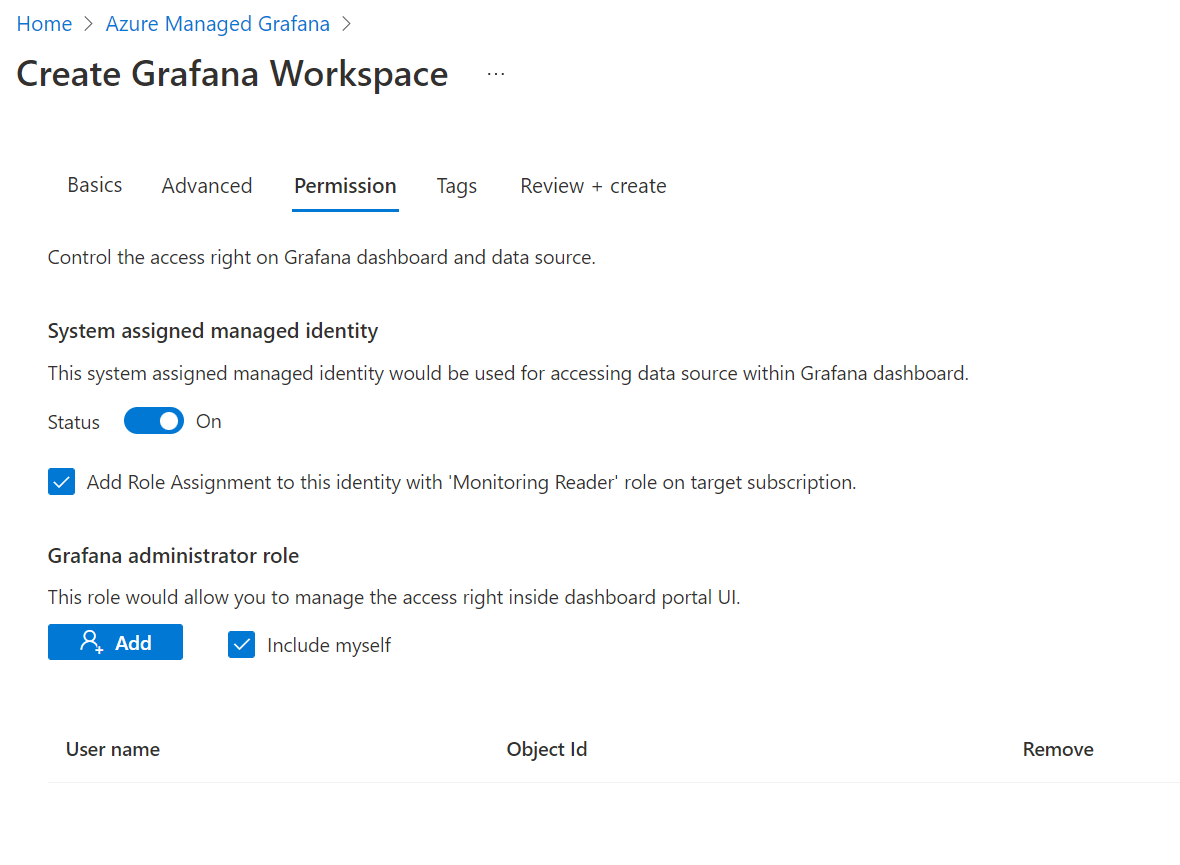 Home > Azure Managed Grafana >
Create Grafana Workspace ...
Basics Advanced Permission Tags Review + create
Control the access right on Grafana dashboard and data source.
System assigned managed identity
This system assigned managed identity would be used for accessing data source within Grafana dashboard.
Status On
Add Role Assignment to this identity with 'Monitoring Reader' role on target subscription.
Grafana administrator role
This role would allow you to manage the access right inside dashboard portal UI.
Add Include myself
User name Object Id Remove